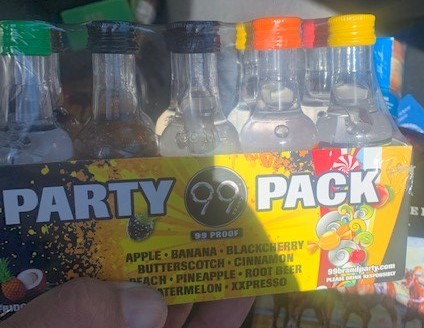 PARTY 99 PACK
99 PROOF
APPLE • BANANA • BLACKCHERRY
BUTTERSCOTCH • CINNAMON
PEACH • PINEAPPLE • ROOT BEER
WATERMELON • XXPRESSO
99brandparty.com
PLEASE DRINK RESPONSIBLY